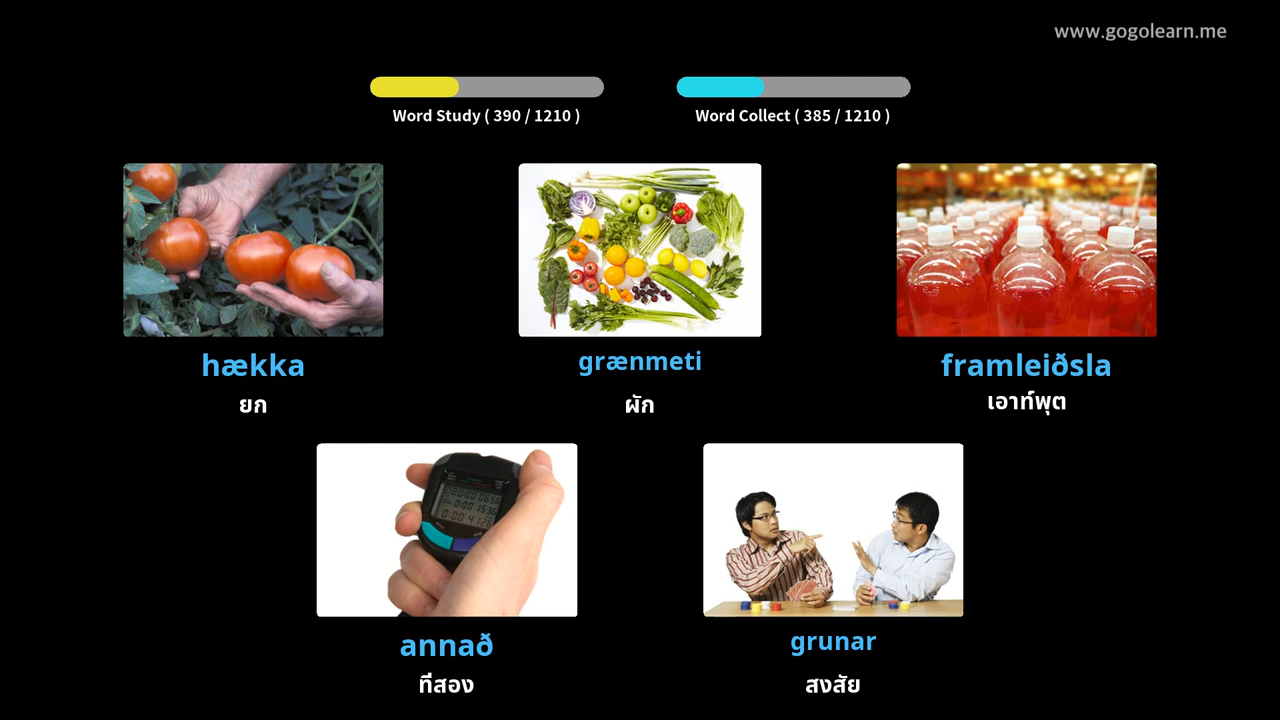 www.gogolearn.me
Word Study ( 390 / 1210 )
Word Collect ( 385 / 1210 )
hækka
ยก
grænmeti
ผัก
framleiðsla
เอาท์พุต
annað
ที่สอง
grunar
สงสัย